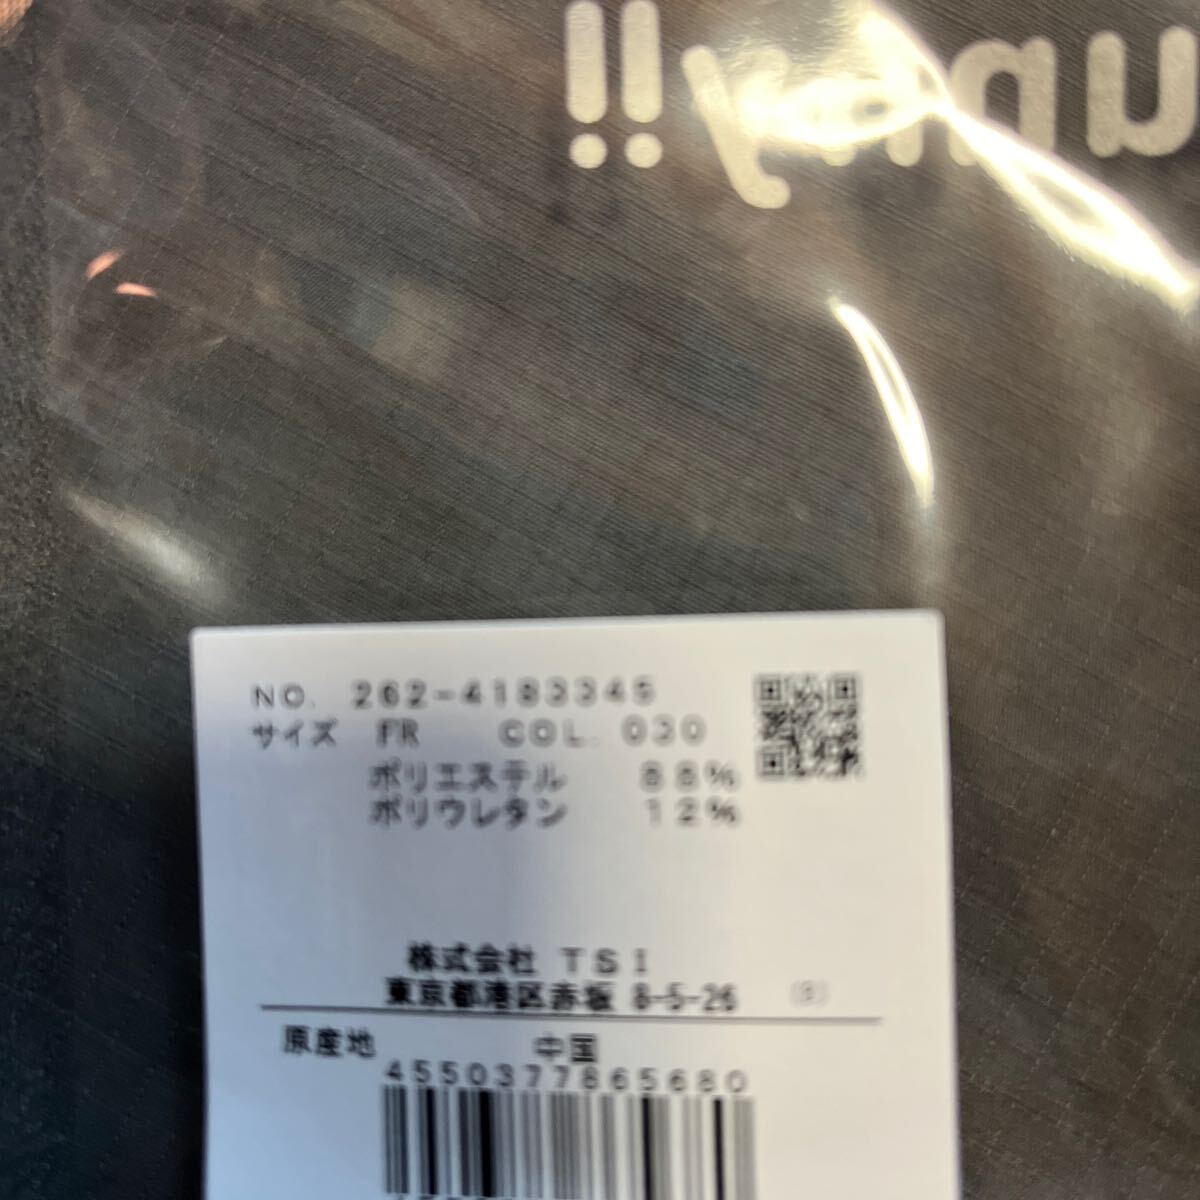 NO. 262-4183345
サイズ FR COL. 030
ポリエステル 88%
ポリウレタン 12%
株式会社 TSI
東京都港区赤坂 8-5-26
原産地 中国
4550377865680